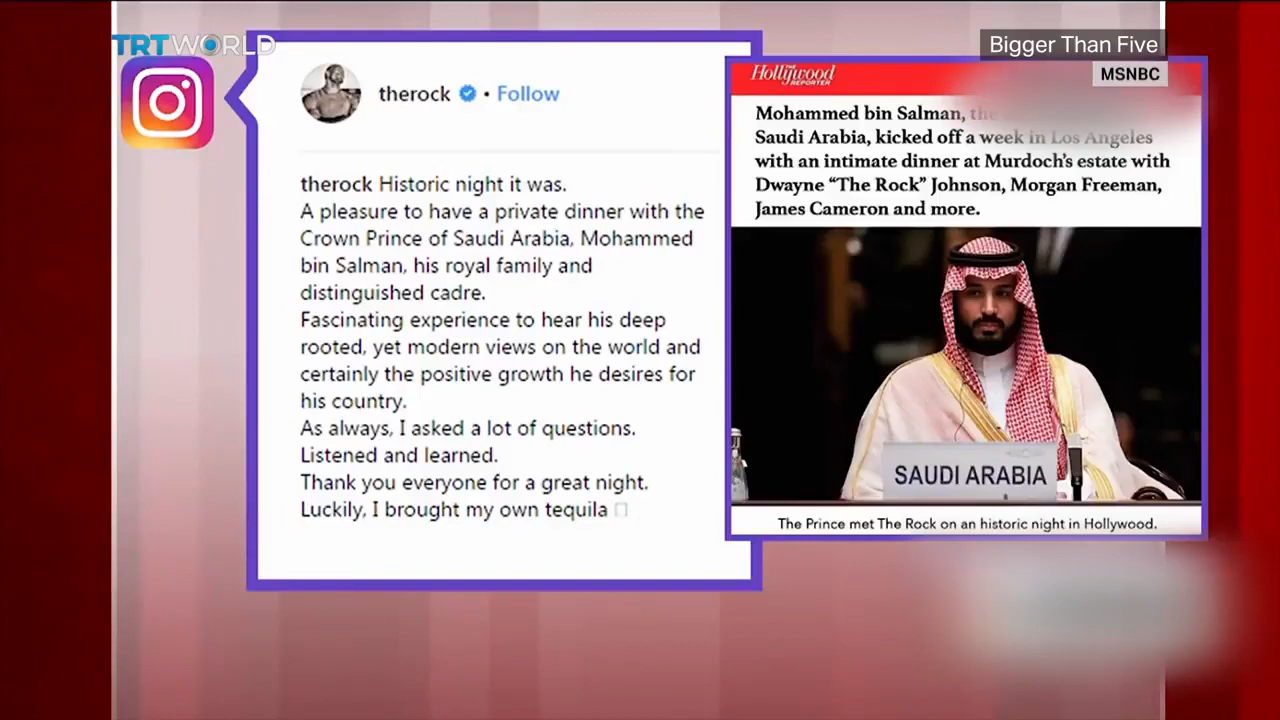 TRT WORLD
Bigger Than Five
MSNBC
therock • Follow
therock Historic night it was.
A pleasure to have a private dinner with the
Crown Prince of Saudi Arabia, Mohammed
bin Salman, his royal family and
distinguished cadre.
Fascinating experience to hear his deep
rooted, yet modern views on the world and
certainly the positive growth he desires for
his country.
As always, I asked a lot of questions.
Listened and learned.
Thank you everyone for a great night.
Luckily, I brought my own tequila
The Hollywood
REPORTER
Mohammed bin Salman, the
Saudi Arabia, kicked off a week in Los Angeles
with an intimate dinner at Murdoch's estate with
Dwayne “The Rock” Johnson, Morgan Freeman,
James Cameron and more.
SAUDI ARABIA
The Prince met The Rock on an historic night in Hollywood.